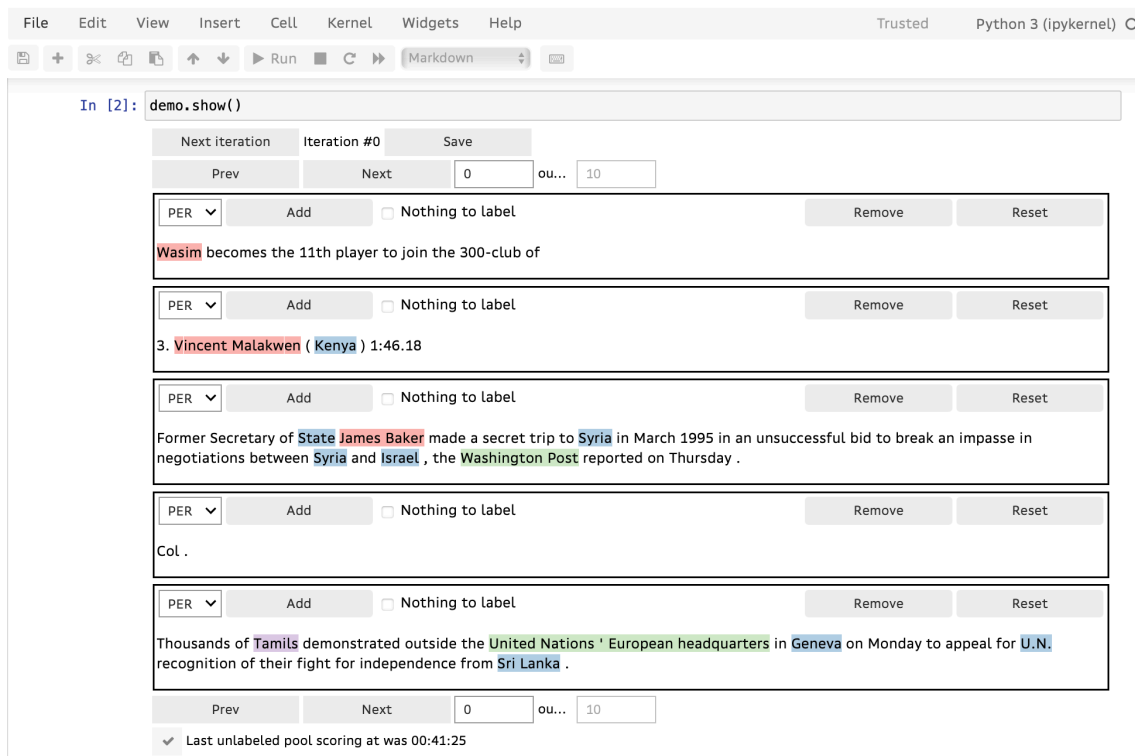 File Edit View Insert Cell Kernel Widgets Help Trusted Python 3 (ipykernel)
Run Markdown
In [2]: demo.show()
Next iteration Iteration #0 Save
Prev Next 0 ou... 10
PER Add Nothing to label Remove Reset
Wasim becomes the 11th player to join the 300-club of
PER Add Nothing to label Remove Reset
3. Vincent Malakwen ( Kenya ) 1:46.18
PER Add Nothing to label Remove Reset
Former Secretary of State James Baker made a secret trip to Syria in March 1995 in an unsuccessful bid to break an impasse in
negotiations between Syria and Israel , the Washington Post reported on Thursday .
PER Add Nothing to label Remove Reset
Col .
PER Add Nothing to label Remove Reset
Thousands of Tamils demonstrated outside the United Nations ' European headquarters in Geneva on Monday to appeal for U.N.
recognition of their fight for independence from Sri Lanka .
Prev Next 0 ou... 10
Last unlabeled pool scoring at was 00:41:25